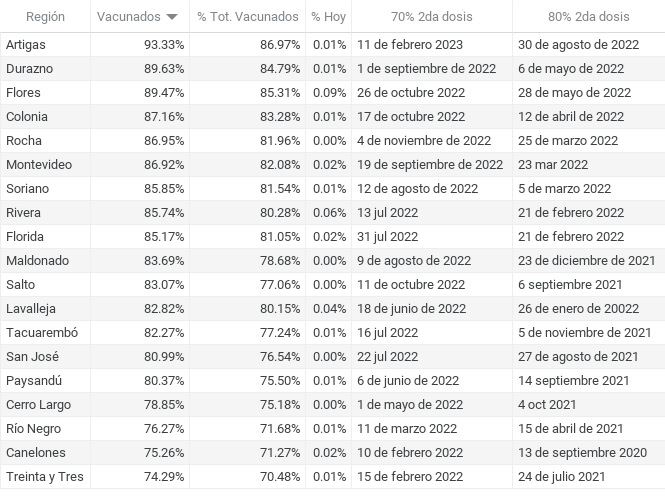 Región Vacunados % Tot. Vacunados % Hoy 70% 2da dosis 80% 2da dosis
Artigas 93.33% 86.97% 0.01% 11 de febrero 2023 30 de agosto de 2022
Durazno 89.63% 84.79% 0.01% 1 de septiembre de 2022 6 de mayo de 2022
Flores 89.47% 85.31% 0.09% 26 de octubre 2022 28 de mayo de 2022
Colonia 87.16% 83.28% 0.01% 17 de octubre 2022 12 de abril de 2022
Rocha 86.95% 81.96% 0.00% 4 de noviembre de 2022 25 de marzo 2022
Montevideo 86.92% 82.08% 0.02% 19 de septiembre de 2022 23 mar 2022
Soriano 85.85% 81.54% 0.01% 12 de agosto de 2022 5 de marzo 2022
Rivera 85.74% 80.28% 0.06% 13 jul 2022 21 de febrero 2022
Florida 85.17% 81.05% 0.02% 31 jul 2022 21 de febrero 2022
Maldonado 83.69% 78.68% 0.00% 9 de agosto de 2022 23 de diciembre de 2021
Salto 83.07% 77.06% 0.00% 11 de octubre 2022 6 septiembre 2021
Lavalleja 82.82% 80.15% 0.04% 18 de junio de 2022 26 de enero de 20022
Tacuarembó 82.27% 77.24% 0.01% 16 jul 2022 5 de noviembre de 2021
San José 80.99% 76.54% 0.00% 22 jul 2022 27 de agosto de 2021
Paysandú 80.37% 75.50% 0.01% 6 de junio de 2022 14 septiembre 2021
Cerro Largo 78.85% 75.18% 0.00% 1 de mayo de 2022 4 oct 2021
Río Negro 76.27% 71.68% 0.01% 11 de marzo 2022 15 de abril de 2021
Canelones 75.26% 71.27% 0.02% 10 de febrero 2022 13 de septiembre 2020
Treinta y Tres 74.29% 70.48% 0.01% 15 de febrero 2022 24 de julio 2021